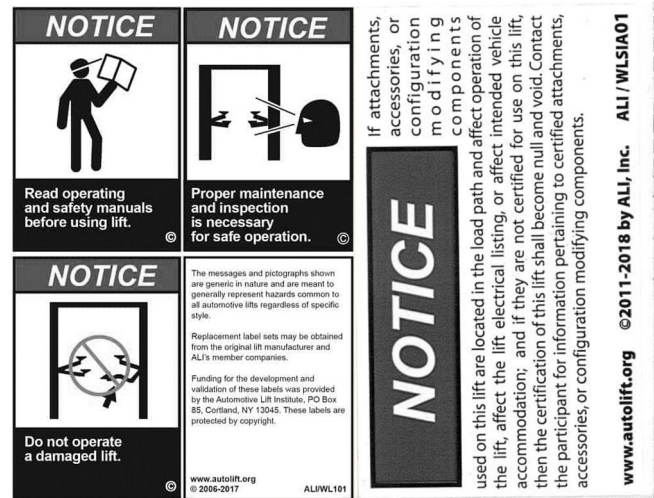 NOTICE
Read operating
and safety manuals
before using lift.
©
NOTICE
Proper maintenance
and inspection
is necessary
for safe operation.
©
NOTICE
Do not operate
a damaged lift.
©
The messages and pictographs shown
are generic in nature and are meant to
generally represent hazards common to
all automotive lifts regardless of specific
style.
Replacement label sets may be obtained
from the original lift manufacturer and
ALI's member companies.
Funding for the development and
validation of these labels was provided
by the Automotive Lift Institute, PO Box
85, Cortland, NY 13045. These labels are
protected by copyright.
www.autolift.org
© 2006-2017
ALI/WL101
NOTICE
If attachments,
accessories, or
configuration
modifying
components
used on this lift are located in the load path and affect operation of
the lift, affect the lift electrical listing, or affect intended vehicle
accommodation; and if they are not certified for use on this lift,
then the certification of this lift shall become null and void. Contact
the participant for information pertaining to certified attachments,
accessories, or configuration modifying components.
www.autolift.org ©2011-2018 by ALI, Inc. ALI / WLSIA01